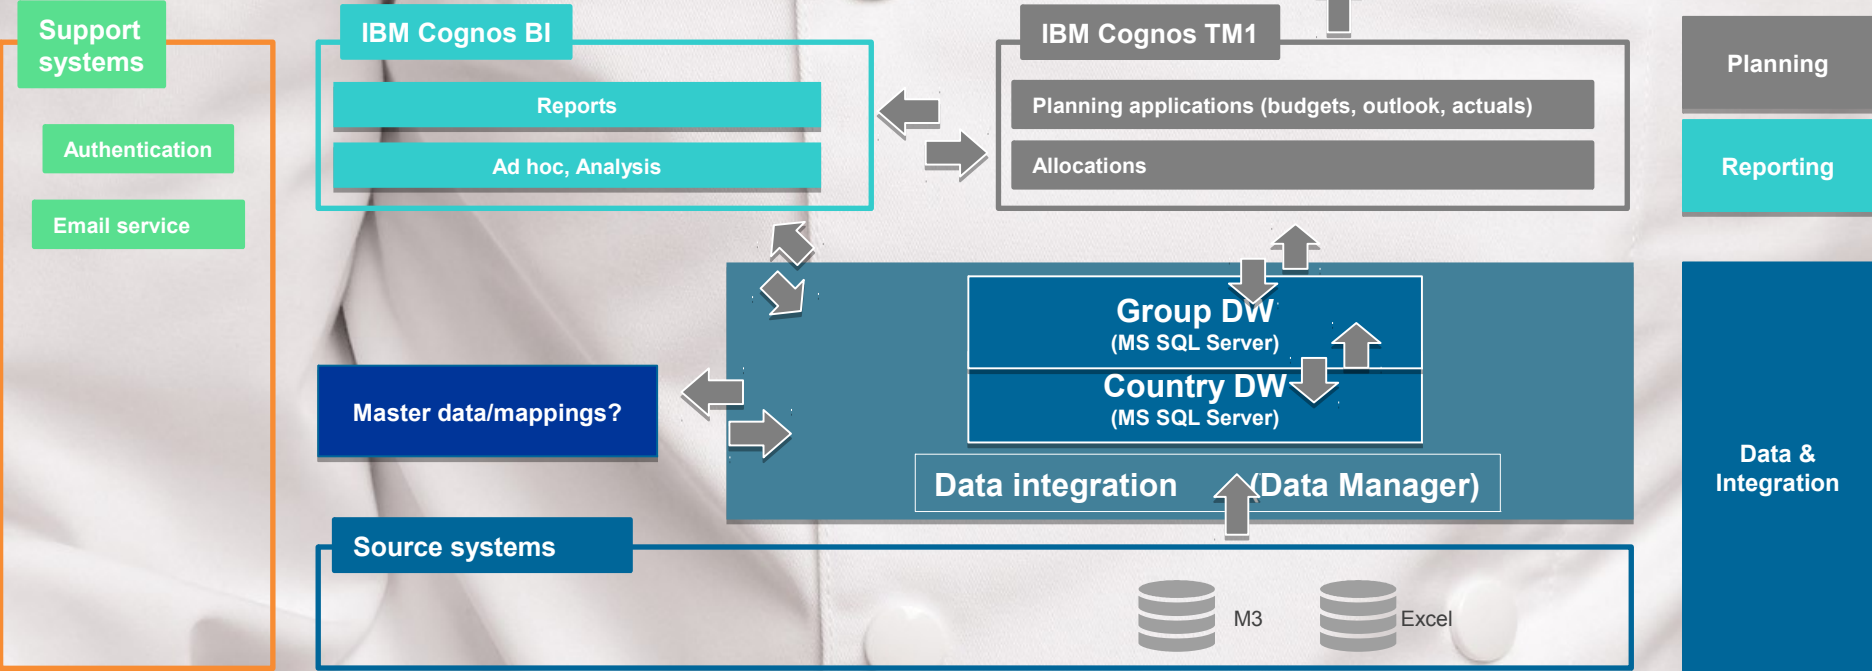 Support
systems
Authentication
Email service
IBM Cognos BI
Reports
Ad hoc, Analysis
IBM Cognos TM1
Planning applications (budgets, outlook, actuals)
Allocations
Planning
Reporting
Group DW
(MS SQL Server)
Country DW
(MS SQL Server)
Data integration (Data Manager)
Master data/mappings?
Data &
Integration
Source systems
M3
Excel